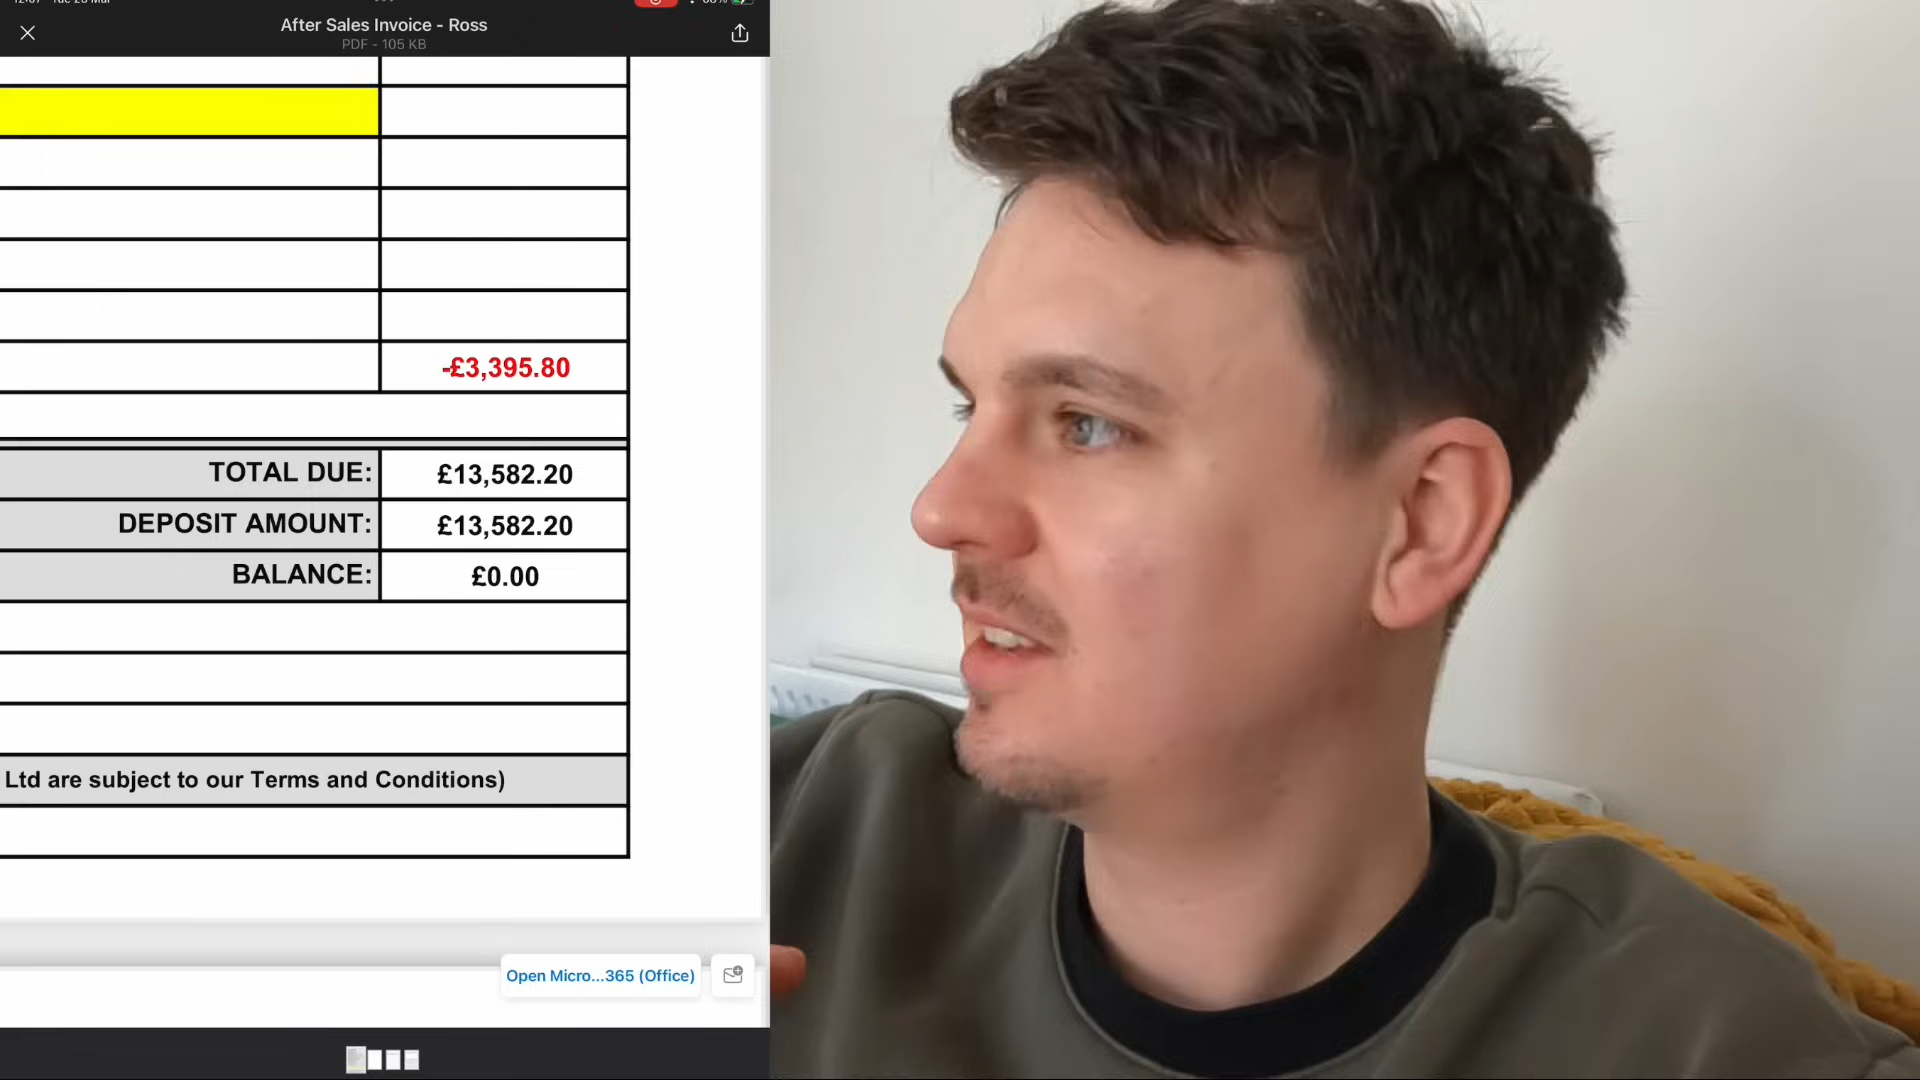 After Sales Invoice - Ross
PDF - 105 KB
-£3,395.80
TOTAL DUE: £13,582.20
DEPOSIT AMOUNT: £13,582.20
BALANCE: £0.00
Ltd are subject to our Terms and Conditions)
Open Micro...365 (Office)